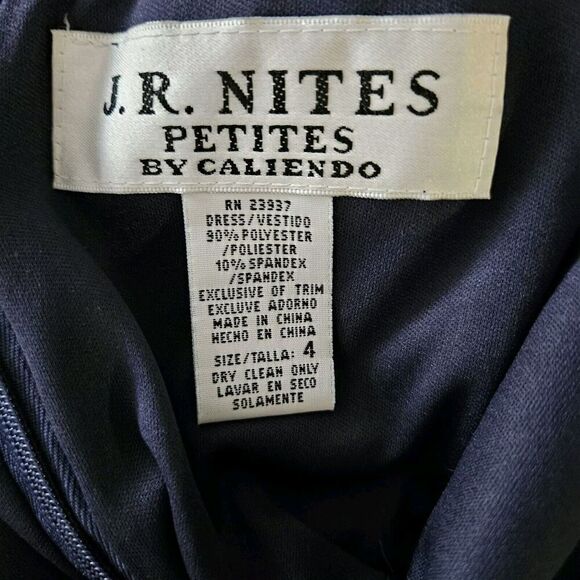 J.R. NITES
PETITES
BY CALIENDO
RN 23937
DRESS/VESTIDO
90% POLYESTER
/POLIESTER
10% SPANDEX
/SPANDEX
EXCLUSIVE OF TRIM
EXCLUVE ADORNO
MADE IN CHINA
HECHO EN CHINA
SIZE/TALLA: 4
DRY CLEAN ONLY
LAVAR EN SECO
SOLAMENTE